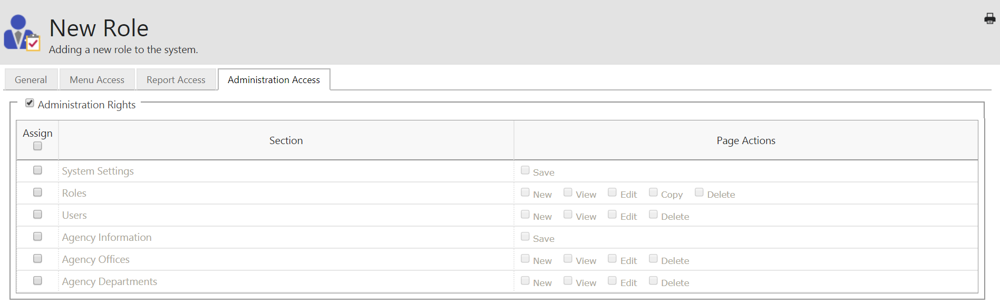 New Role
Adding a new role to the system.
General Menu Access Report Access Administration Access
Administration Rights
Assign Section Page Actions
System Settings Save
Roles New View Edit Copy Delete
Users New View Edit Delete
Agency Information Save
Agency Offices New View Edit Delete
Agency Departments New View Edit Delete